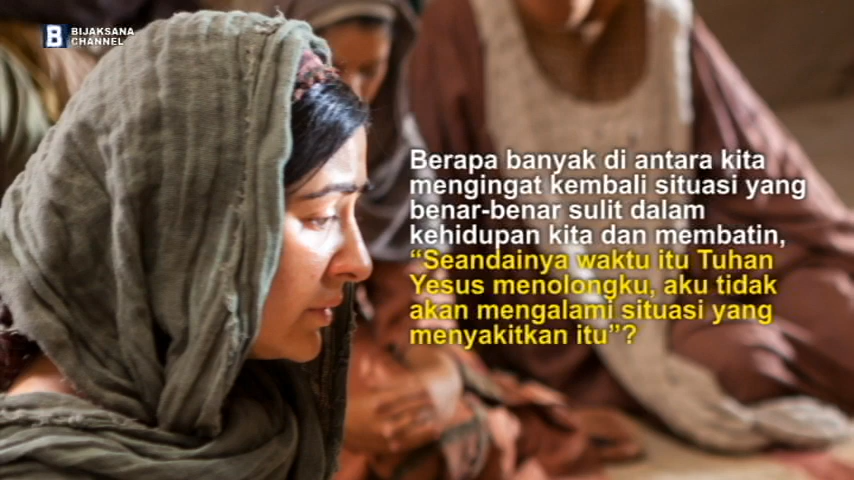 BIJAKSANA
CHANNEL
Berapa banyak di antara kita
mengingat kembali situasi yang
benar-benar sulit dalam
kehidupan kita dan membatin,
“Seandainya waktu itu Tuhan
Yesus menolongku, aku tidak
akan mengalami situasi yang
menyakitkan itu”?